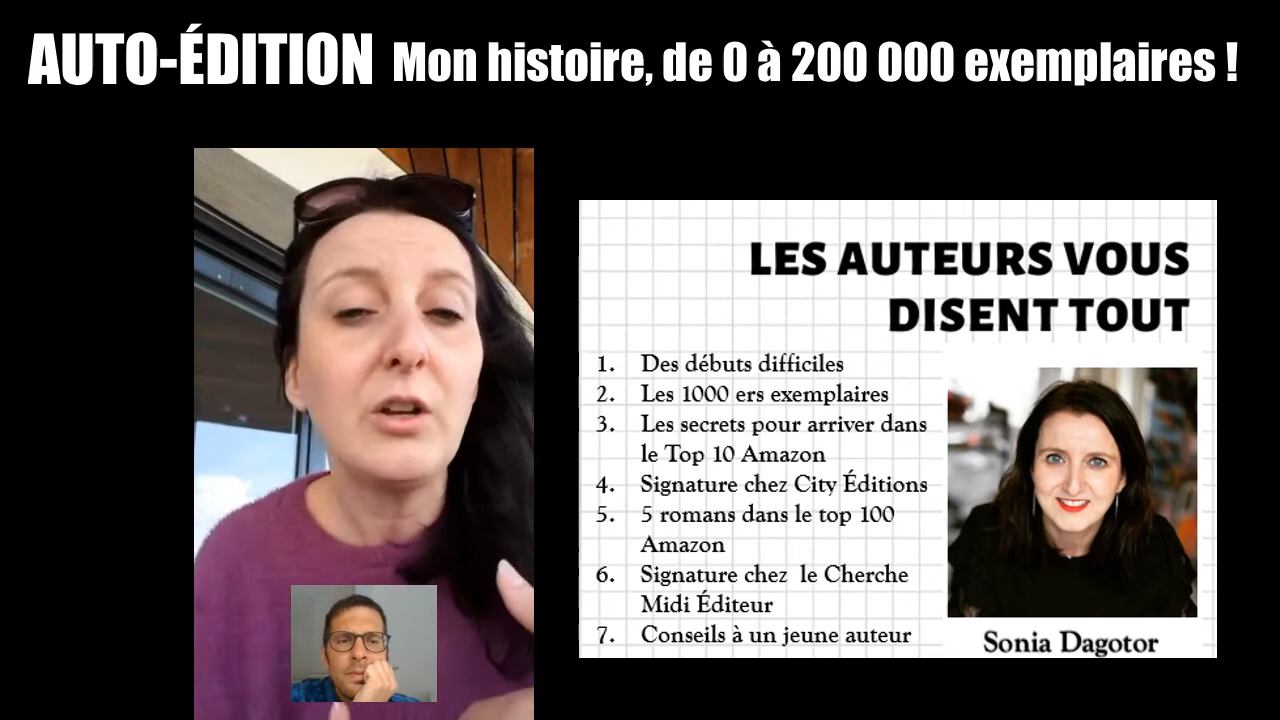 AUTO-ÉDITION Mon histoire, de 0 à 200 000 exemplaires !
LES AUTEURS VOUS
DISENT TOUT
1. Des débuts difficiles
2. Les 1000 ers exemplaires
3. Les secrets pour arriver dans
le Top 10 Amazon
4. Signature chez City Éditions
5. 5 romans dans le top 100
Amazon
6. Signature chez le Cherche
Midi Éditeur
7. Conseils à un jeune auteur
Sonia Dagotor